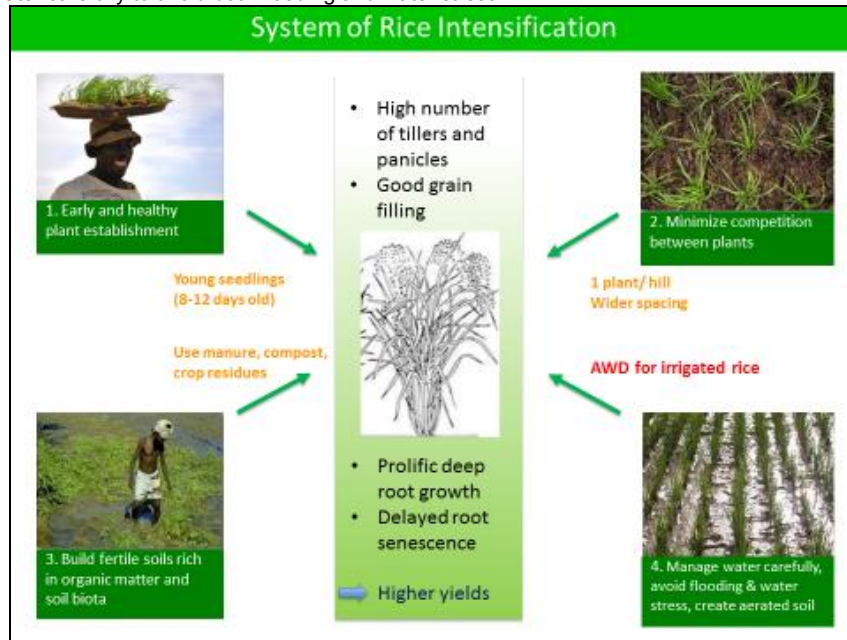 System of Rice Intensification
1. Early and healthy
plant establishment
Young seedlings
(8-12 days old)
Use manure, compost,
crop residues
3. Build fertile soils rich
in organic matter and
soil biota
• High number
of tillers and
panicles
• Good grain
filling
• Prolific deep
root growth
• Delayed root
senescence
Higher yields
2. Minimize competition
between plants
1 plant/ hill
Wider spacing
AWD for irrigated rice
4. Manage water carefully,
avoid flooding & water
stress, create aerated soil